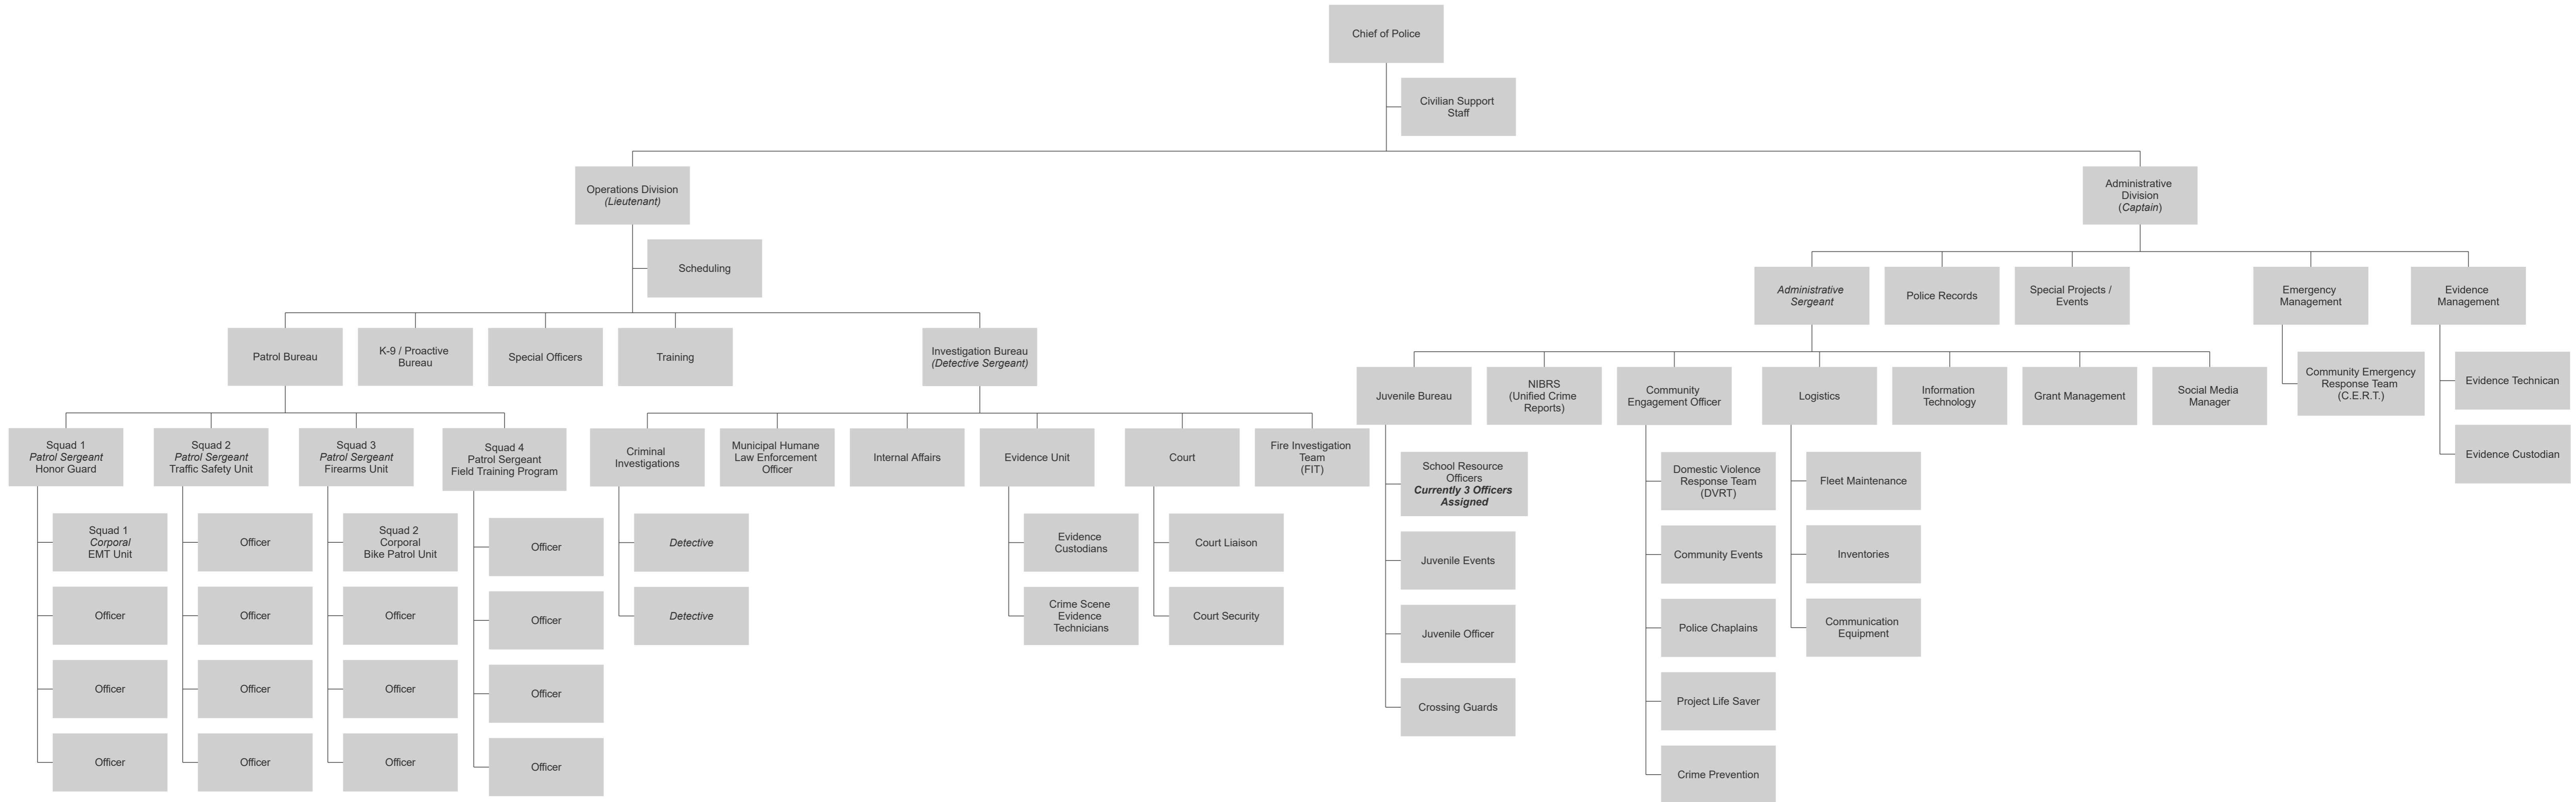 Chief of Police
Civilian Support
Staff
Operations Division
(Lieutenant)
Administrative
Division
(Captain)
Scheduling
Administrative
Sergeant
Police Records
Special Projects /
Events
Emergency
Management
Evidence
Management
Patrol Bureau
K-9 / Proactive
Bureau
Special Officers
Training
Investigation Bureau
(Detective Sergeant)
Juvenile Bureau
NIBRS
(Unified Crime
Reports)
Community
Engagement Officer
Logistics
Information
Technology
Grant Management
Social Media
Manager
Community Emergency
Response Team
(C.E.R.T.)
Evidence Technican
Evidence Custodian
Squad 1
Patrol Sergeant
Honor Guard
Squad 2
Patrol Sergeant
Traffic Safety Unit
Squad 3
Patrol Sergeant
Firearms Unit
Squad 4
Patrol Sergeant
Field Training Program
Criminal
Investigations
Municipal Humane
Law Enforcement
Officer
Internal Affairs
Evidence Unit
Court
Fire Investigation
Team
(FIT)
School Resource
Officers
Currently 3 Officers
Assigned
Domestic Violence
Response Team
(DVRT)
Fleet Maintenance
Squad 1
Corporal
EMT Unit
Officer
Squad 2
Corporal
Bike Patrol Unit
Officer
Detective
Evidence
Custodians
Court Liaison
Juvenile Events
Community Events
Inventories
Officer
Officer
Officer
Officer
Detective
Crime Scene
Evidence
Technicians
Court Security
Juvenile Officer
Police Chaplains
Communication
Equipment
Officer
Officer
Officer
Officer
Crossing Guards
Project Life Saver
Officer
Officer
Officer
Officer
Crime Prevention